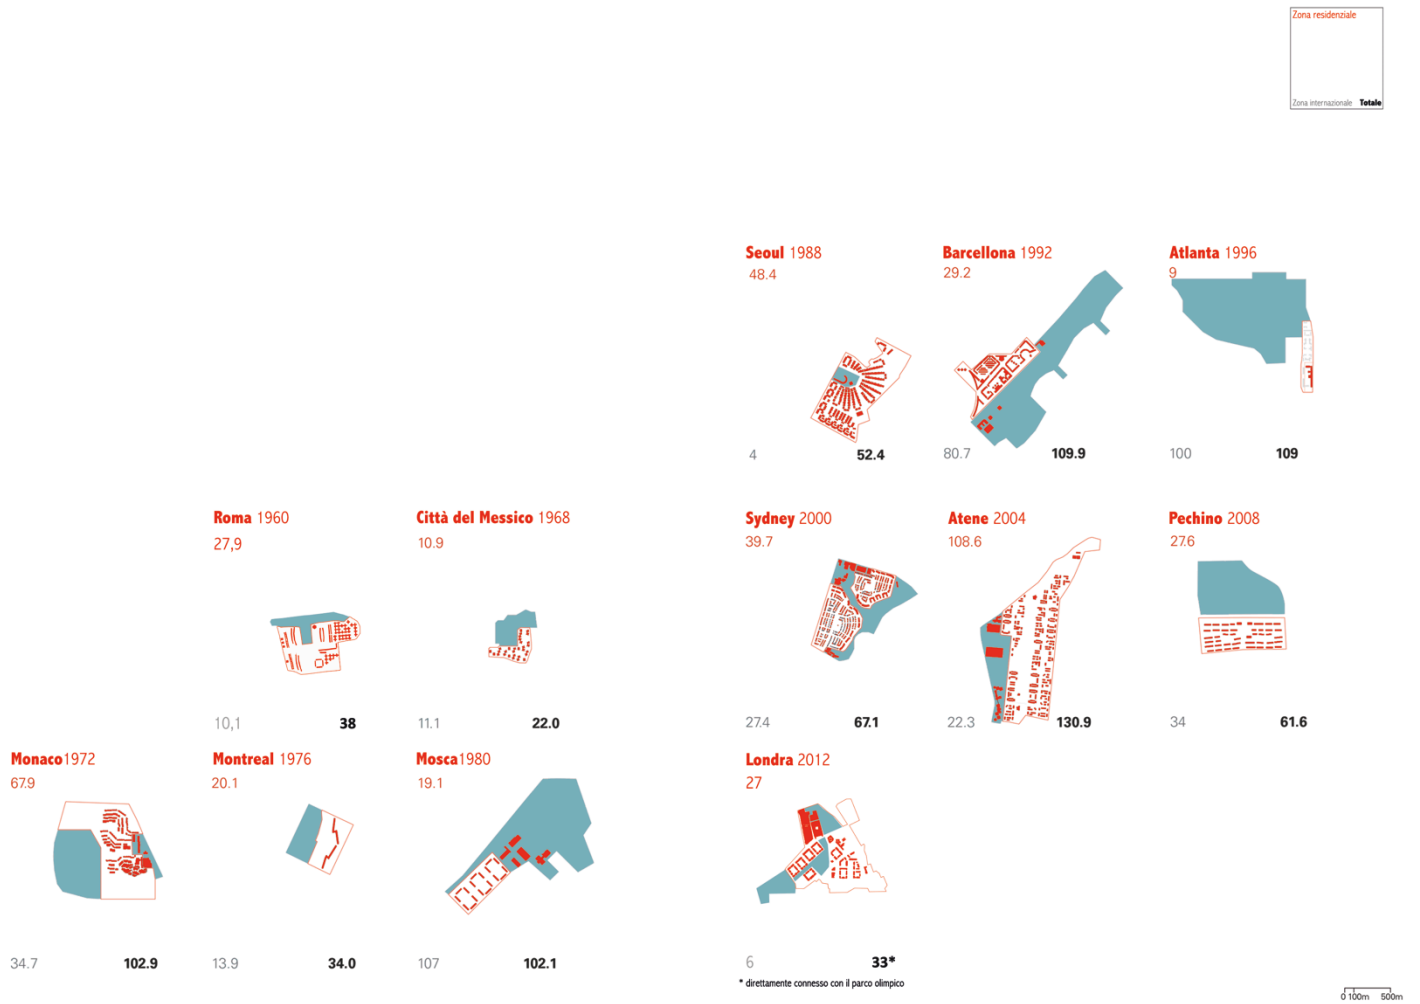 Zona residenziale
Zona internazionale Totale
Seoul 1988
48.4
4 52.4
Barcellona 1992
29.2
80.7 109.9
Atlanta 1996
9
100 109
Roma 1960
27,9
10,1 38
Città del Messico 1968
10.9
11.1 22.0
Sydney 2000
39.7
27.4 67.1
Atene 2004
108.6
22.3 130.9
Pechino 2008
27.6
34 61.6
Monaco1972
67.9
34.7 102.9
Montreal 1976
20.1
13.9 34.0
Mosca1980
19.1
107 102.1
Londra 2012
27
6 33*
* direttamente connesso con il parco olimpico
0 100m 500m